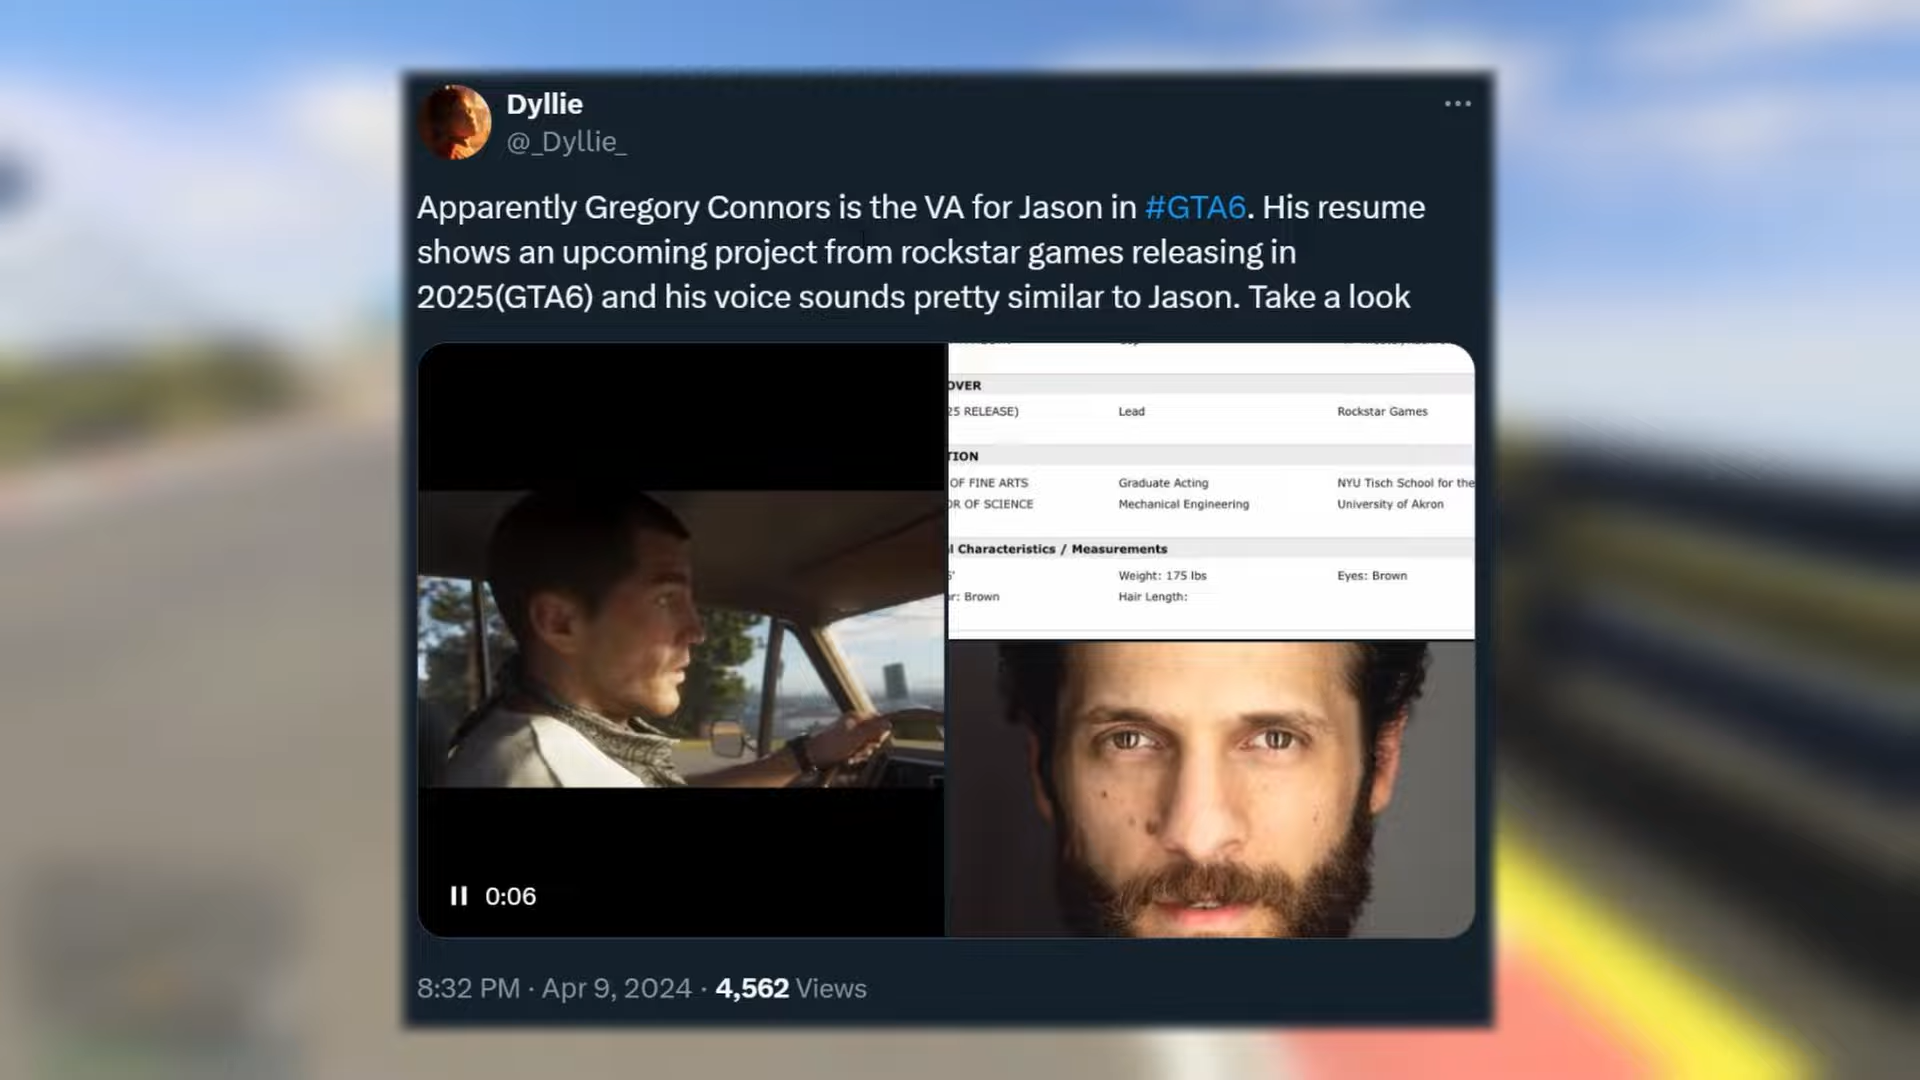 Dyllie
@_Dyllie_
Apparently Gregory Connors is the VA for Jason in #GTA6. His resume
shows an upcoming project from rockstar games releasing in
2025(GTA6) and his voice sounds pretty similar to Jason. Take a look
OVER
25 RELEASE) Lead Rockstar Games
TION
OF FINE ARTS Graduate Acting NYU Tisch School for the
OR OF SCIENCE Mechanical Engineering University of Akron
l Characteristics / Measurements
Weight: 175 lbs Eyes: Brown
r: Brown Hair Length:
0:06
8:32 PM · Apr 9, 2024 · 4,562 Views